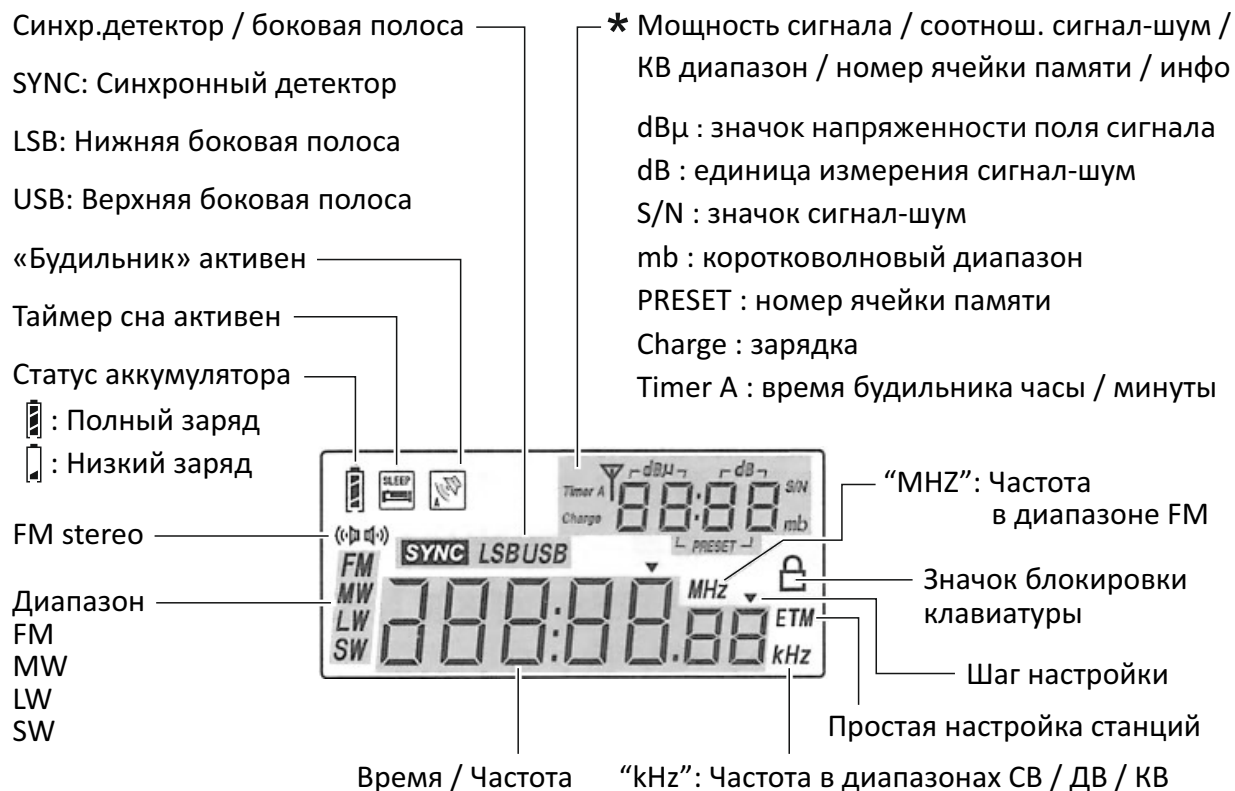 Синхр.детектор / боковая полоса
SYNC: Синхронный детектор
LSB: Нижняя боковая полоса
USB: Верхняя боковая полоса
«Будильник» активен
Таймер сна активен
Статус аккумулятора
: Полный заряд
: Низкий заряд
FM stereo
Диапазон
FM
MW
LW
SW
* Мощность сигнала / соотнош. сигнал-шум /
КВ диапазон / номер ячейки памяти / инфо
dBµ : значок напряженности поля сигнала
dB : единица измерения сигнал-шум
S/N : значок сигнал-шум
mb : коротковолновый диапазон
PRESET : номер ячейки памяти
Charge : зарядка
Timer A : время будильника часы / минуты
SLEEP
A
dBµ dB
Timer A 88:88 S/N
Charge mb
PRESET
SYNC LSB USB
FM
MW
LW
SW
288:88.88
MHz
ETM
kHz
“MHZ”: Частота
в диапазоне FM
Значок блокировки
клавиатуры
Шаг настройки
Простая настройка станций
Время / Частота
“kHz”: Частота в диапазонах СВ / ДВ / КВ